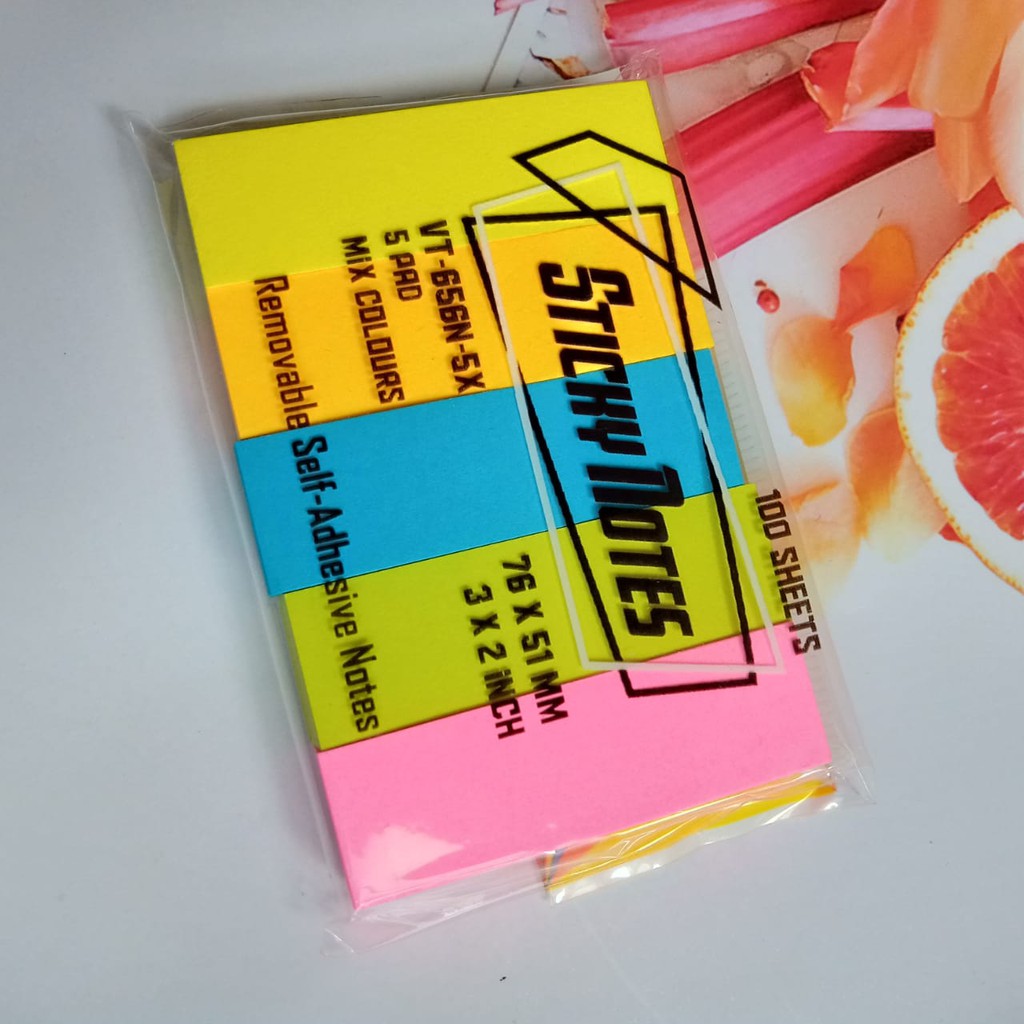 100 SHEETS
STICKY NOTES
VT-656N-5X
5 PAD
MiX COLOURS
76 X 51 MM
3 X 2 iNCH
Removable Self-Adhesive Notes